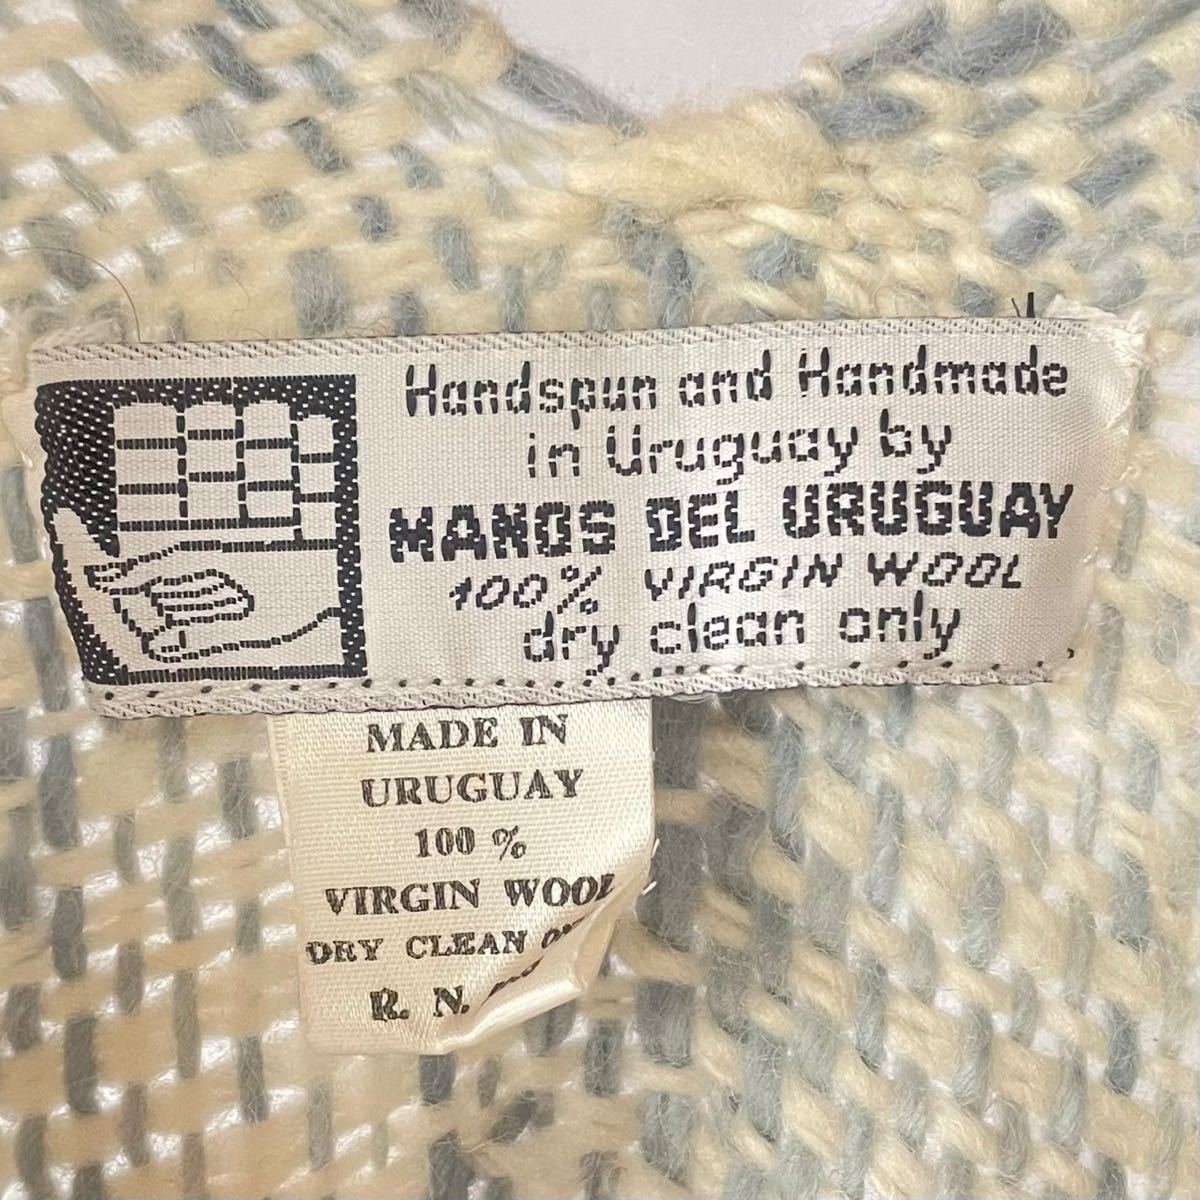 Handspun and Handmade
in Uruguay by
MANOS DEL URUGUAY
100% VIRGIN WOOL
dry clean only
MADE IN
URUGUAY
100 %
VIRGIN WOOL
DRY CLEAN
R. N.